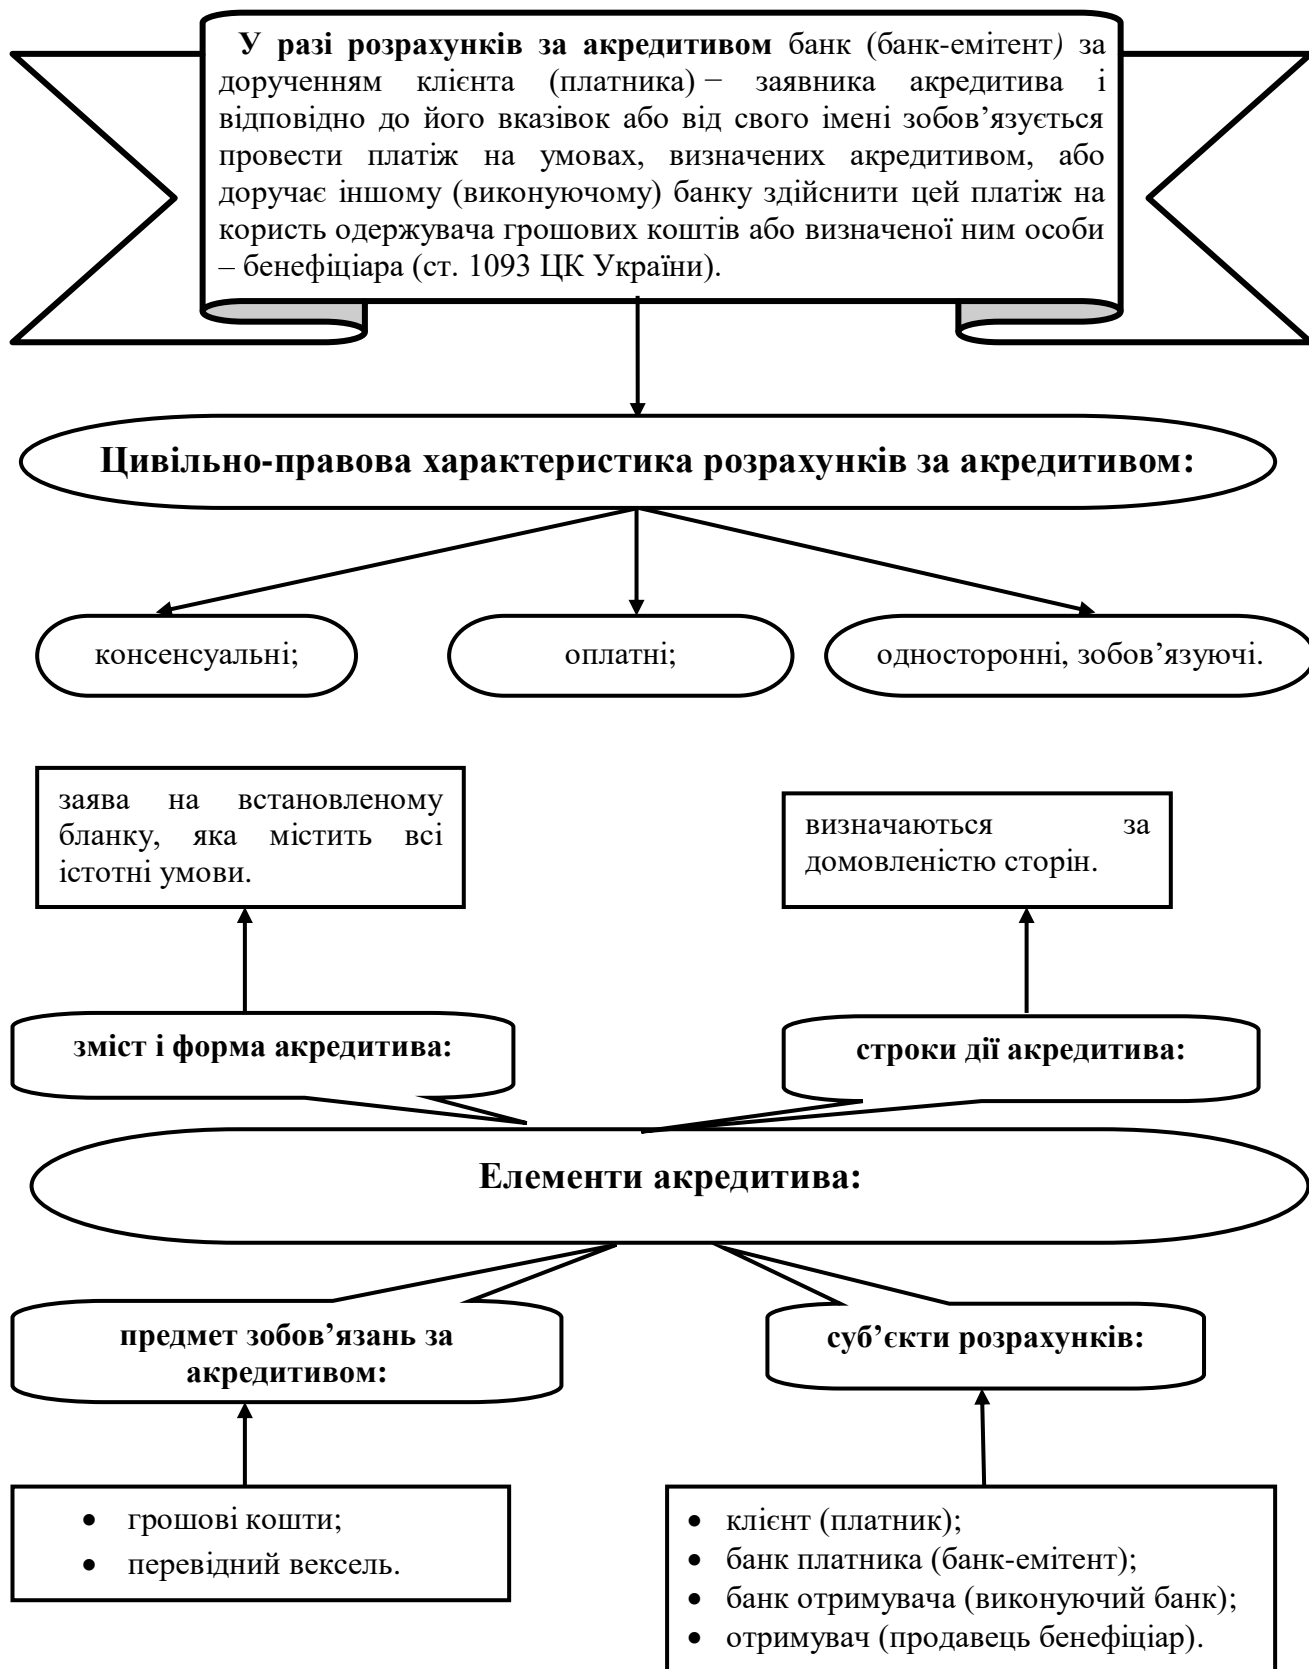 У разі розрахунків за акредитивом банк (банк-емітент) за
дорученням клієнта (платника) − заявника акредитива і
відповідно до його вказівок або від свого імені зобов’язується
провести платіж на умовах, визначених акредитивом, або
доручає іншому (виконуючому) банку здійснити цей платіж на
користь одержувача грошових коштів або визначеної ним особи
– бенефіціара (ст. 1093 ЦК України).
Цивільно-правова характеристика розрахунків за акредитивом:
консенсуальні;
оплатні;
односторонні, зобов’язуючі.
заява на встановленому
бланку, яка містить всі
істотні умови.
визначаються за
домовленістю сторін.
зміст і форма акредитива:
строки дії акредитива:
Елементи акредитива:
предмет зобов’язань за
акредитивом:
суб’єкти розрахунків:
• грошові кошти;
• перевідний вексель.
• клієнт (платник);
• банк платника (банк-емітент);
• банк отримувача (виконуючий банк);
• отримувач (продавець бенефіціар).